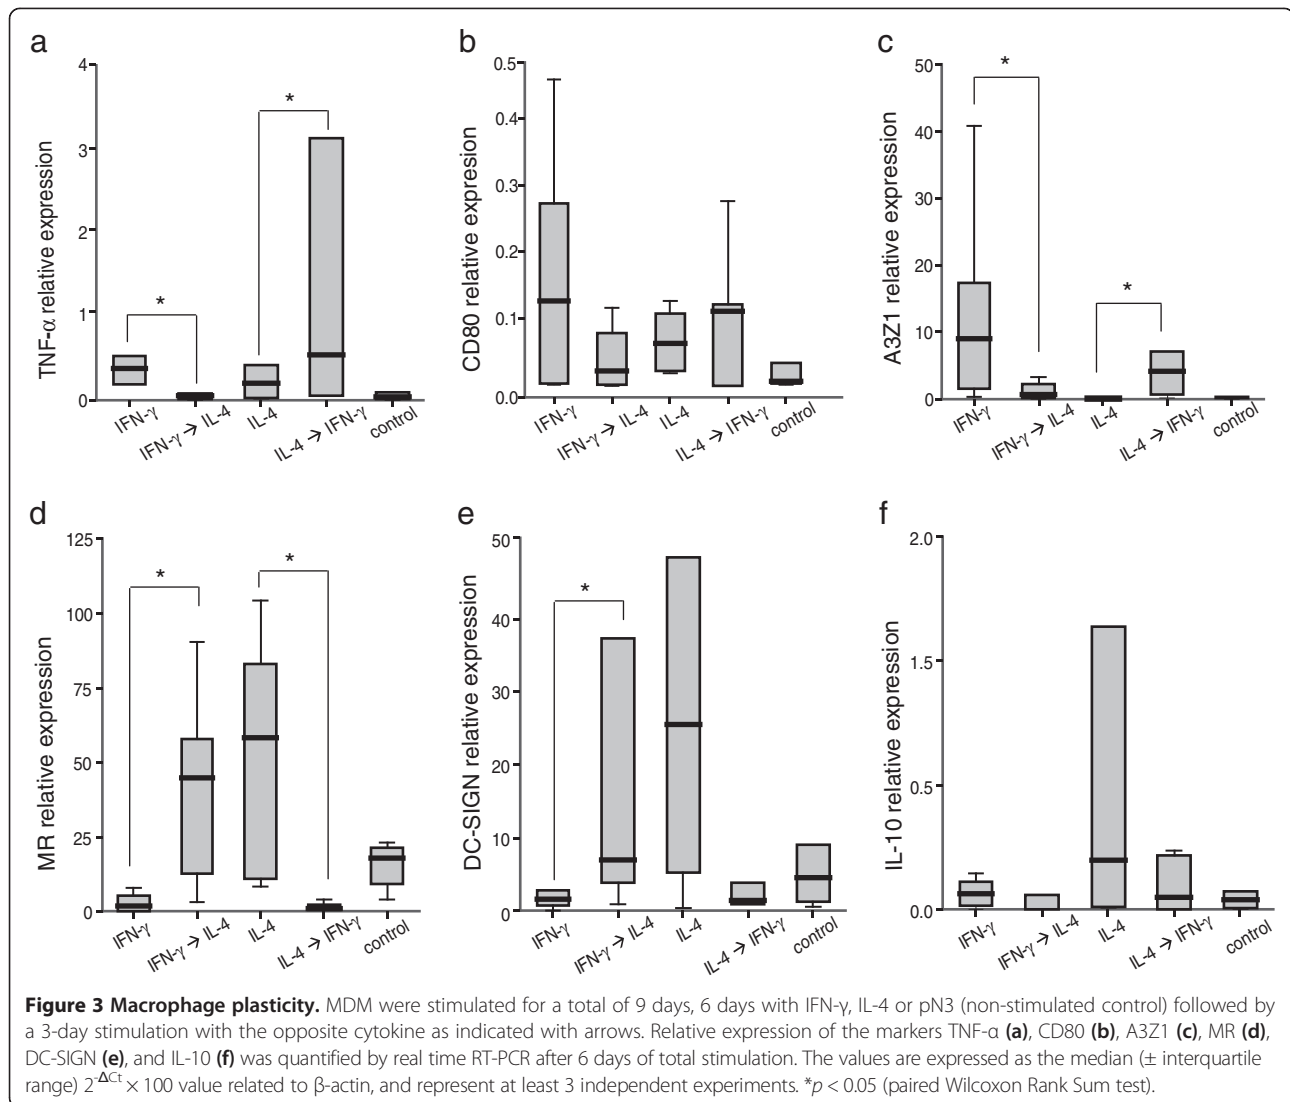 a
TNF-α relative expression
4
3
2
1
0
*
*
IFN-γ
IFN-γ → IL-4
IL-4
IL-4 → IFN-γ
control
b
CD80 relative expression
0.5
0.4
0.3
0.2
0.1
0.0
IFN-γ
IFN-γ → IL-4
IL-4
IL-4 → IFN-γ
control
c
A3Z1 relative expression
50
40
30
20
10
0
*
*
IFN-γ
IFN-γ → IL-4
IL-4
IL-4 → IFN-γ
control
d
MR relative expression
125
100
75
50
25
0
*
*
IFN-γ
IFN-γ → IL-4
IL-4
IL-4 → IFN-γ
control
e
DC-SIGN relative expression
50
40
30
20
10
0
*
IFN-γ
IFN-γ → IL-4
IL-4
IL-4 → IFN-γ
control
f
IL-10 relative expression
2.0
1.5
0.5
0.0
IFN-γ
IFN-γ → IL-4
IL-4
IL-4 → IFN-γ
control
Figure 3 Macrophage plasticity. MDM were stimulated for a total of 9 days, 6 days with IFN-γ, IL-4 or pN3 (non-stimulated control) followed by
a 3-day stimulation with the opposite cytokine as indicated with arrows. Relative expression of the markers TNF-α (a), CD80 (b), A3Z1 (c), MR (d),
DC-SIGN (e), and IL-10 (f) was quantified by real time RT-PCR after 6 days of total stimulation. The values are expressed as the median (± interquartile
range) 2^-ΔCt × 100 value related to β-actin, and represent at least 3 independent experiments. *p < 0.05 (paired Wilcoxon Rank Sum test).